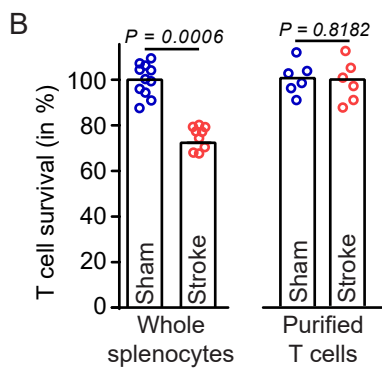 B
P = 0.0006
P = 0.8182
T cell survival (in %)
100
80
60
40
20
0
Sham
Stroke
Sham
Stroke
Whole
splenocytes
Purified
T cells